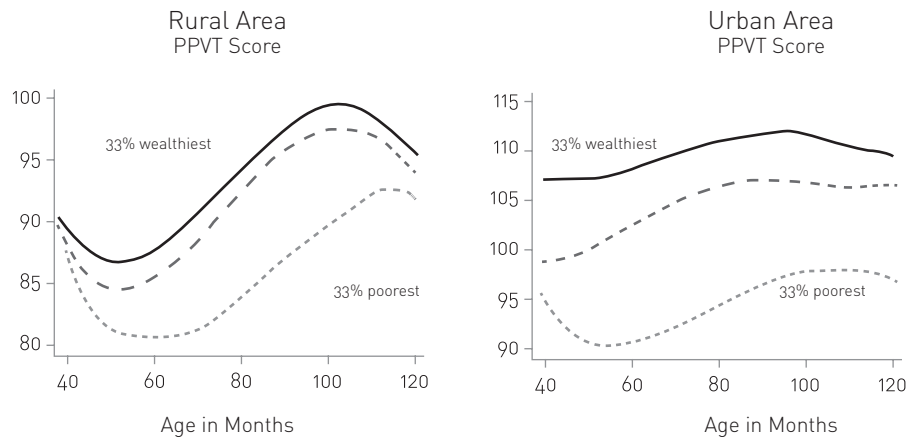 Rural Area
PPVT Score
100
95
90
85
80
33% wealthiest
33% poorest
40 60 80 100 120
Age in Months
Urban Area
PPVT Score
115
110
105
100
95
90
33% wealthiest
33% poorest
40 60 80 100 120
Age in Months